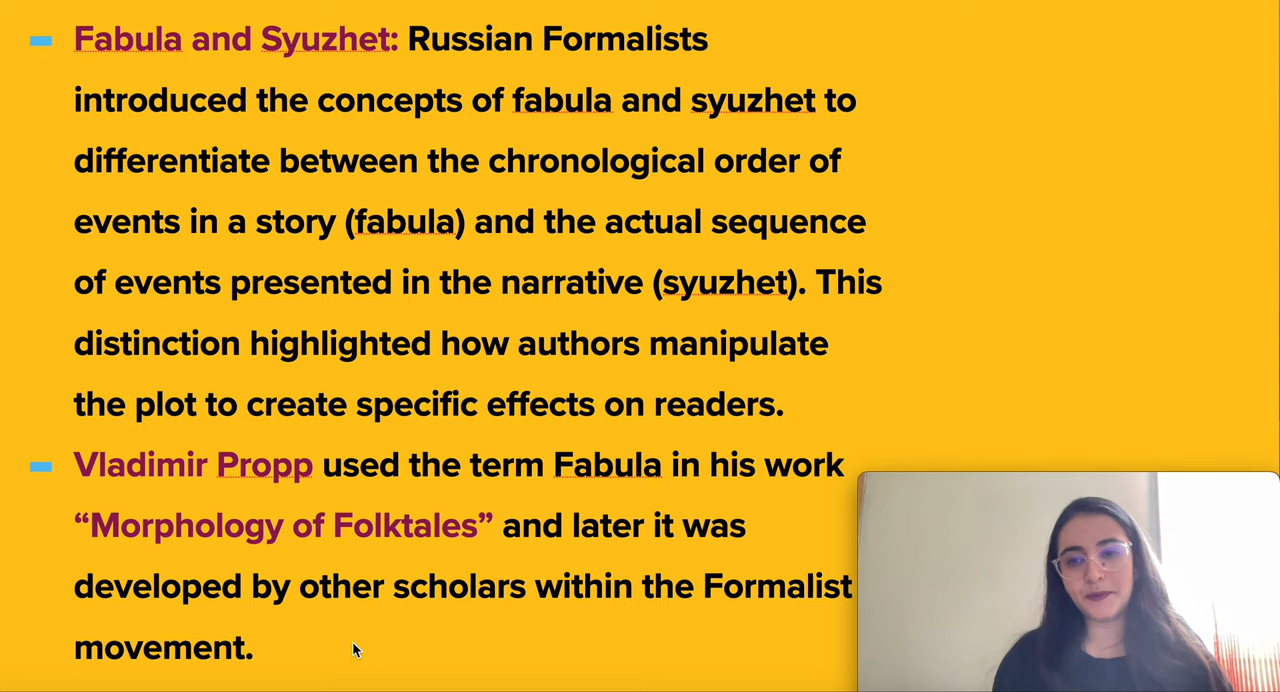 Fabula and Syuzhet: Russian Formalists
introduced the concepts of fabula and syuzhet to
differentiate between the chronological order of
events in a story (fabula) and the actual sequence
of events presented in the narrative (syuzhet). This
distinction highlighted how authors manipulate
the plot to create specific effects on readers.
Vladimir Propp used the term Fabula in his work
“Morphology of Folktales” and later it was
developed by other scholars within the Formalist
movement.